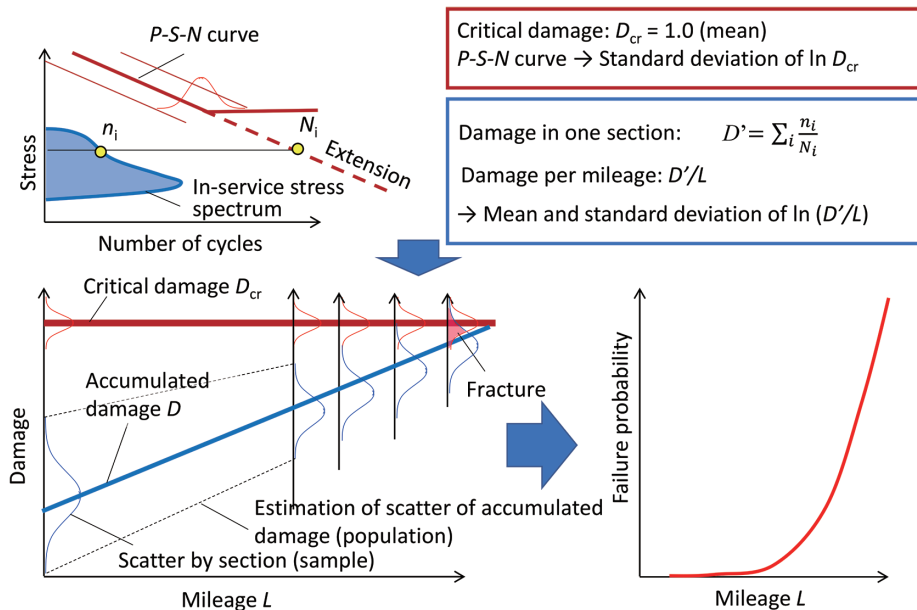 P-S-N curve
n_i
N_i
Extension
In-service stress
spectrum
Stress
Number of cycles
Critical damage: D_cr = 1.0 (mean)
P-S-N curve → Standard deviation of ln D_cr
Damage in one section: D’= ∑_i n_i/N_i
Damage per mileage: D’/L
→ Mean and standard deviation of ln (D’/L)
Critical damage D_cr
Accumulated
damage D
Fracture
Estimation of scatter of accumulated
damage (population)
Scatter by section (sample)
Damage
Mileage L
Failure probability
Mileage L